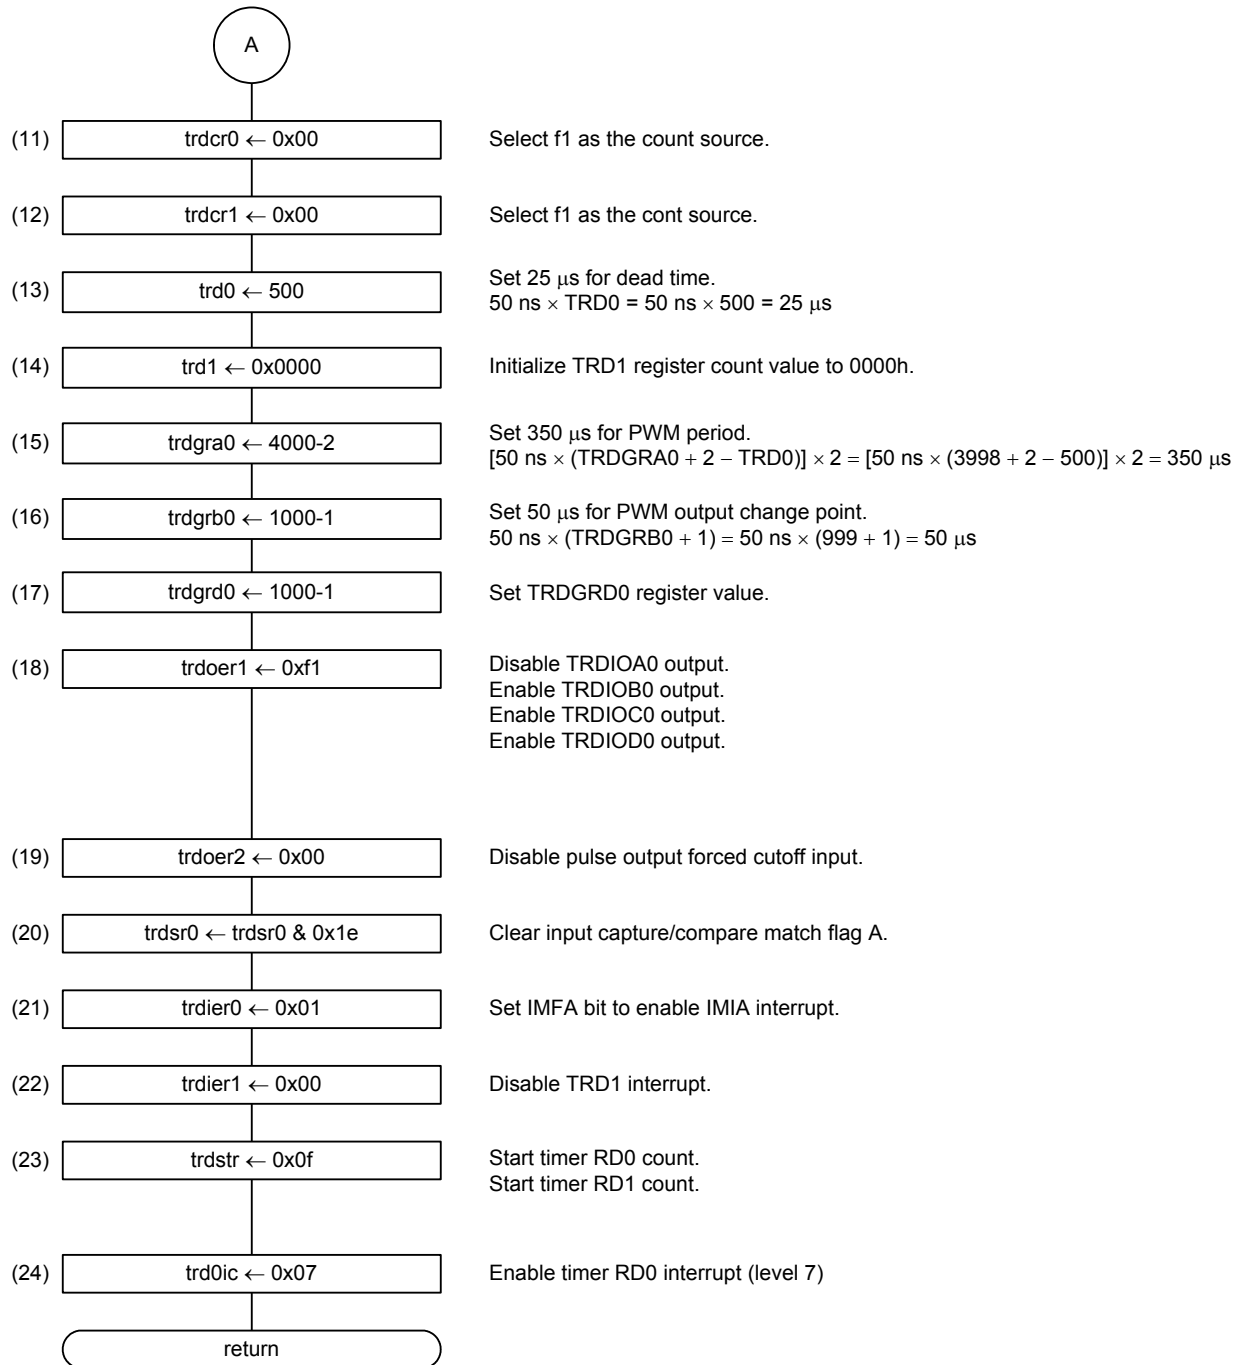 A
(11) trdcr0 ← 0x00 Select f1 as the count source.
(12) trdcr1 ← 0x00 Select f1 as the cont source.
(13) trd0 ← 500 Set 25 μs for dead time.
50 ns × TRD0 = 50 ns × 500 = 25 μs
(14) trd1 ← 0x0000 Initialize TRD1 register count value to 0000h.
(15) trdgra0 ← 4000-2 Set 350 μs for PWM period.
[50 ns × (TRDGRA0 + 2 − TRD0)] × 2 = [50 ns × (3998 + 2 − 500)] × 2 = 350 μs
(16) trdgrb0 ← 1000-1 Set 50 μs for PWM output change point.
50 ns × (TRDGRB0 + 1) = 50 ns × (999 + 1) = 50 μs
(17) trdgrd0 ← 1000-1 Set TRDGRD0 register value.
(18) trdoer1 ← 0xf1 Disable TRDIOA0 output.
Enable TRDIOB0 output.
Enable TRDIOC0 output.
Enable TRDIOD0 output.
(19) trdoer2 ← 0x00 Disable pulse output forced cutoff input.
(20) trdsr0 ← trdsr0 & 0x1e Clear input capture/compare match flag A.
(21) trdier0 ← 0x01 Set IMFA bit to enable IMIA interrupt.
(22) trdier1 ← 0x00 Disable TRD1 interrupt.
(23) trdstr ← 0x0f Start timer RD0 count.
Start timer RD1 count.
(24) trd0ic ← 0x07 Enable timer RD0 interrupt (level 7)
return